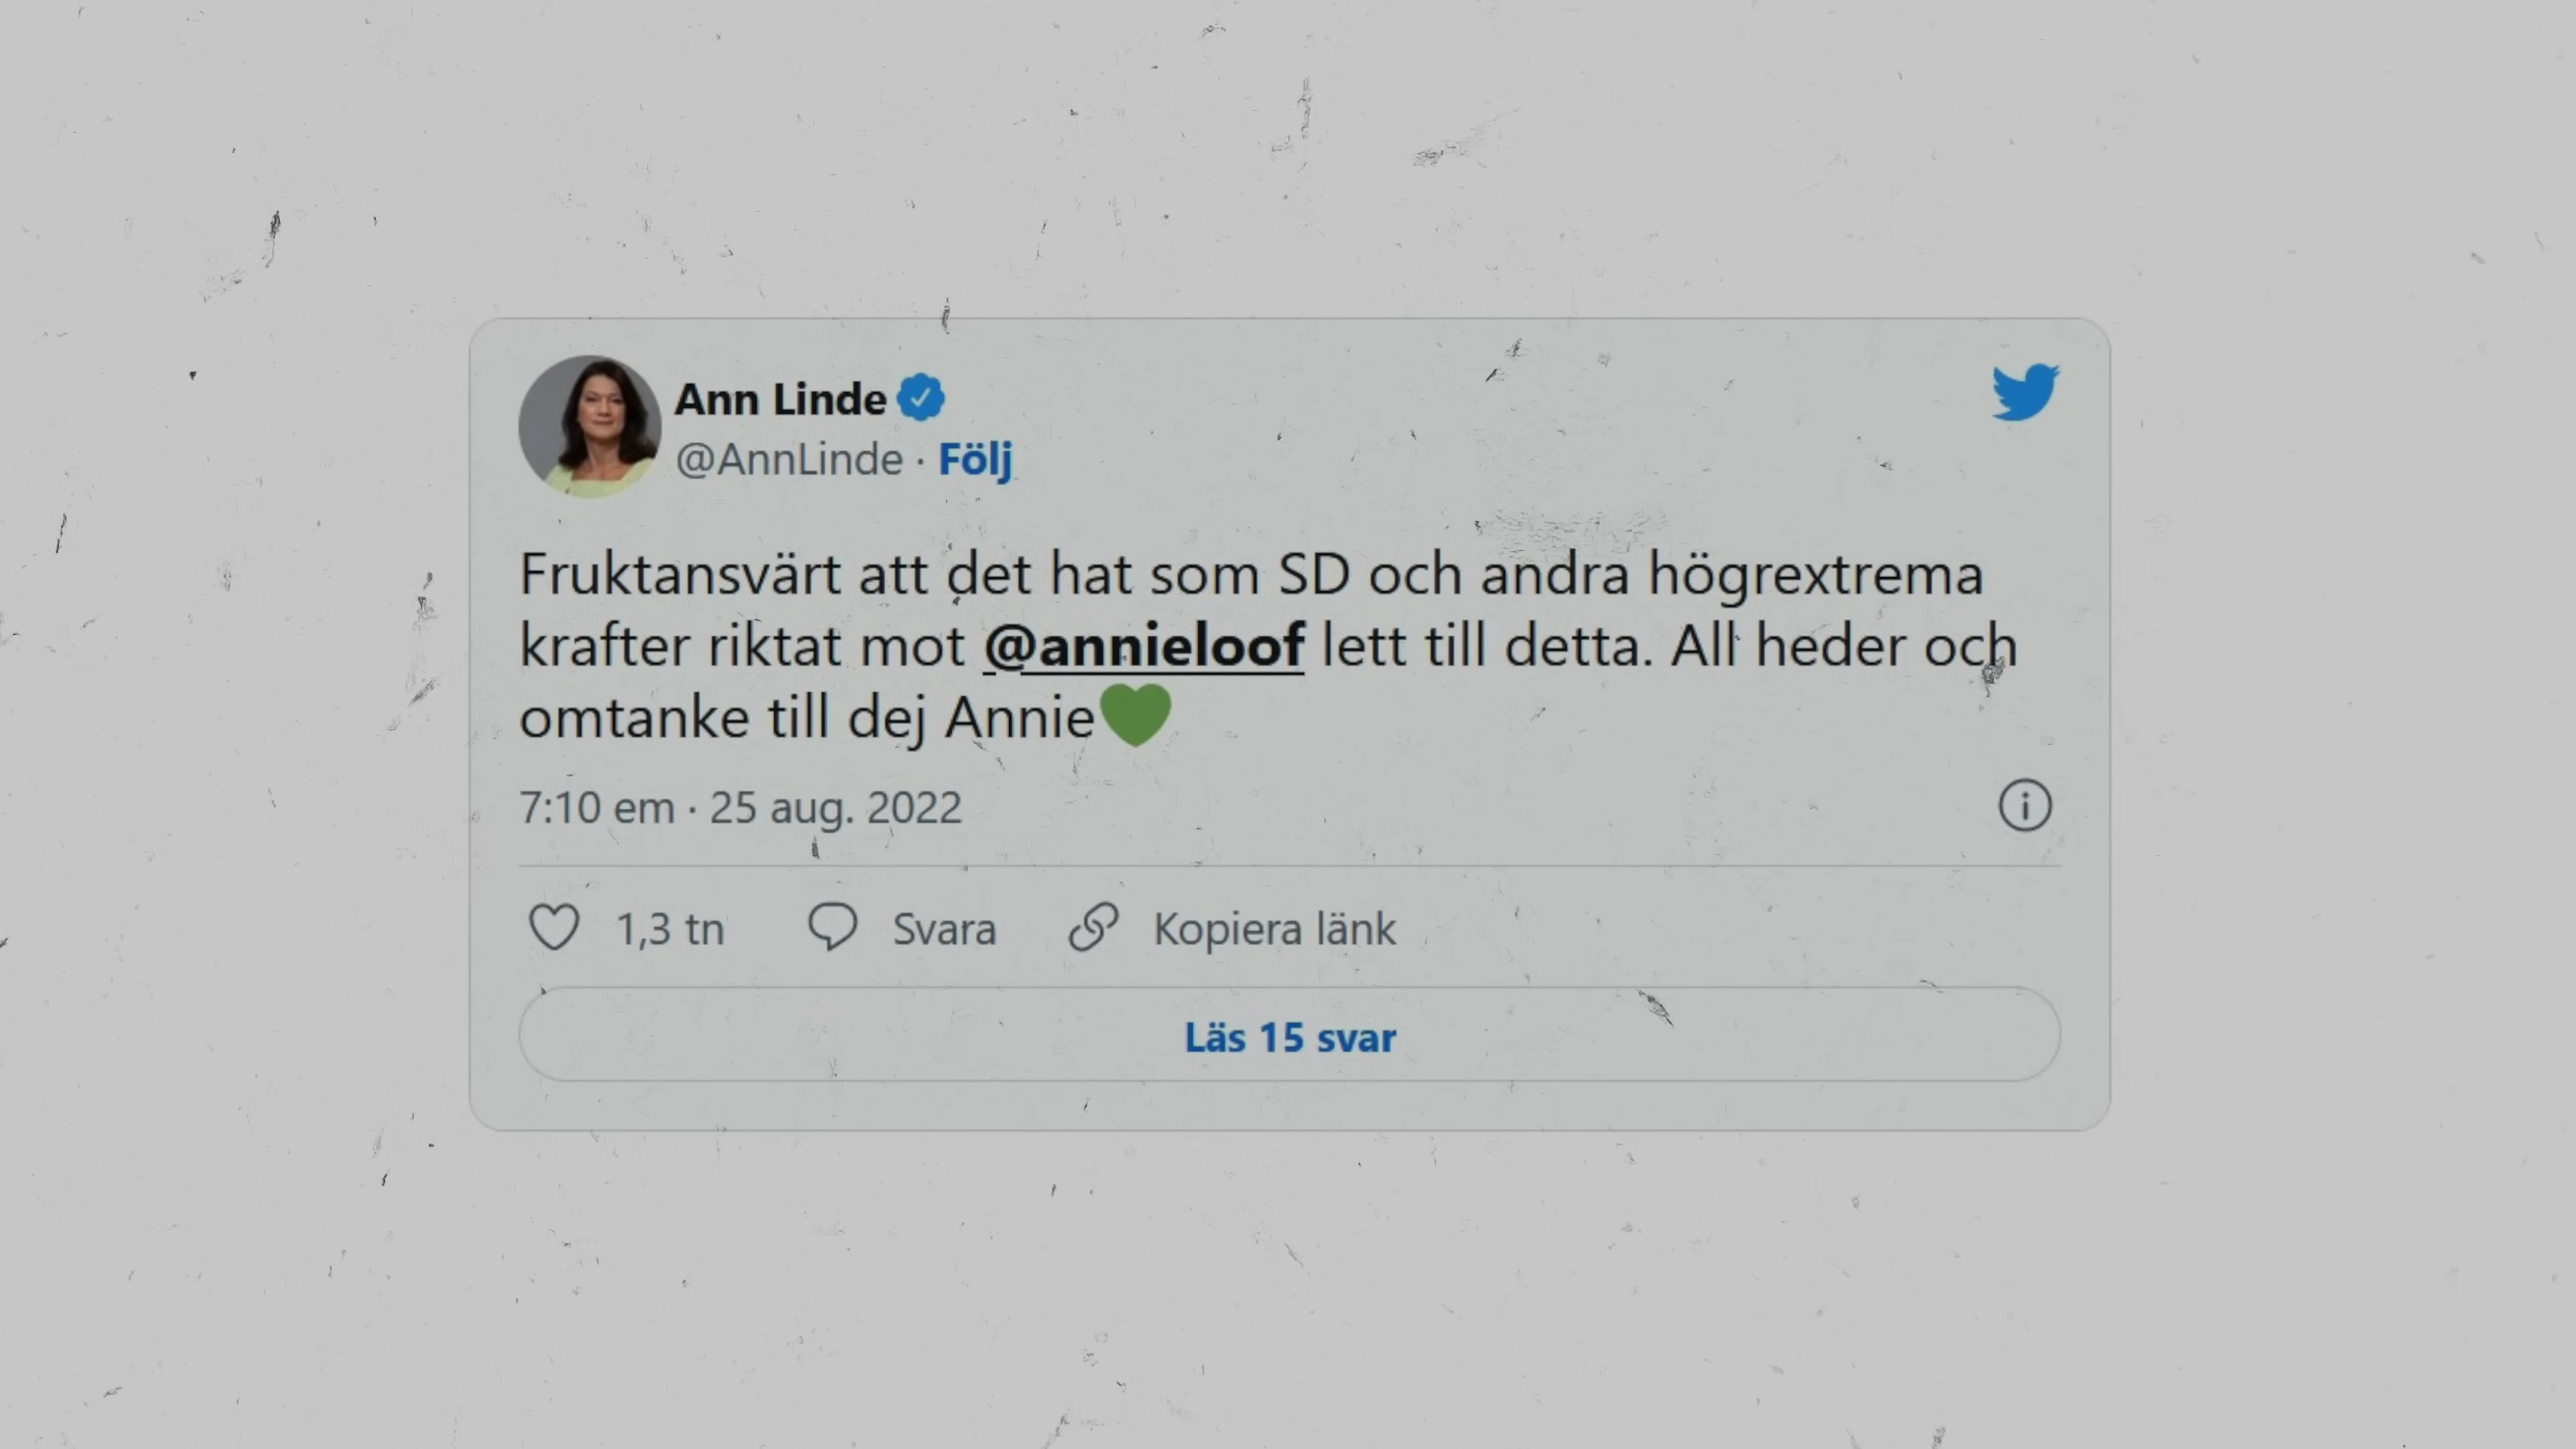 Ann Linde
@AnnLinde · Följ
Fruktansvärt att det hat som SD och andra högrextrema
krafter riktat mot @annieloof lett till detta. All heder och
omtanke till dej Annie💚
7:10 em · 25 aug. 2022
1,3 tn Svara Kopiera länk
Läs 15 svar